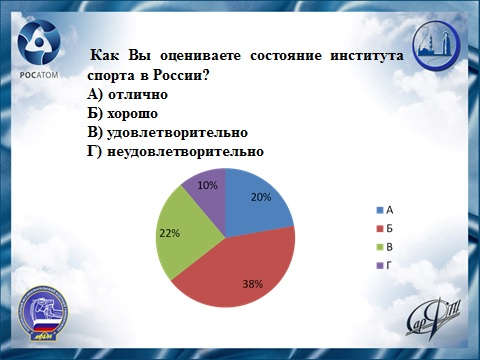 РОСАТОМ
Как Вы оцениваете состояние института
спорта в России?
А) отлично
Б) хорошо
В) удовлетворительно
Г) неудовлетворительно
10%
20%
22%
38%
А
Б
В
Г